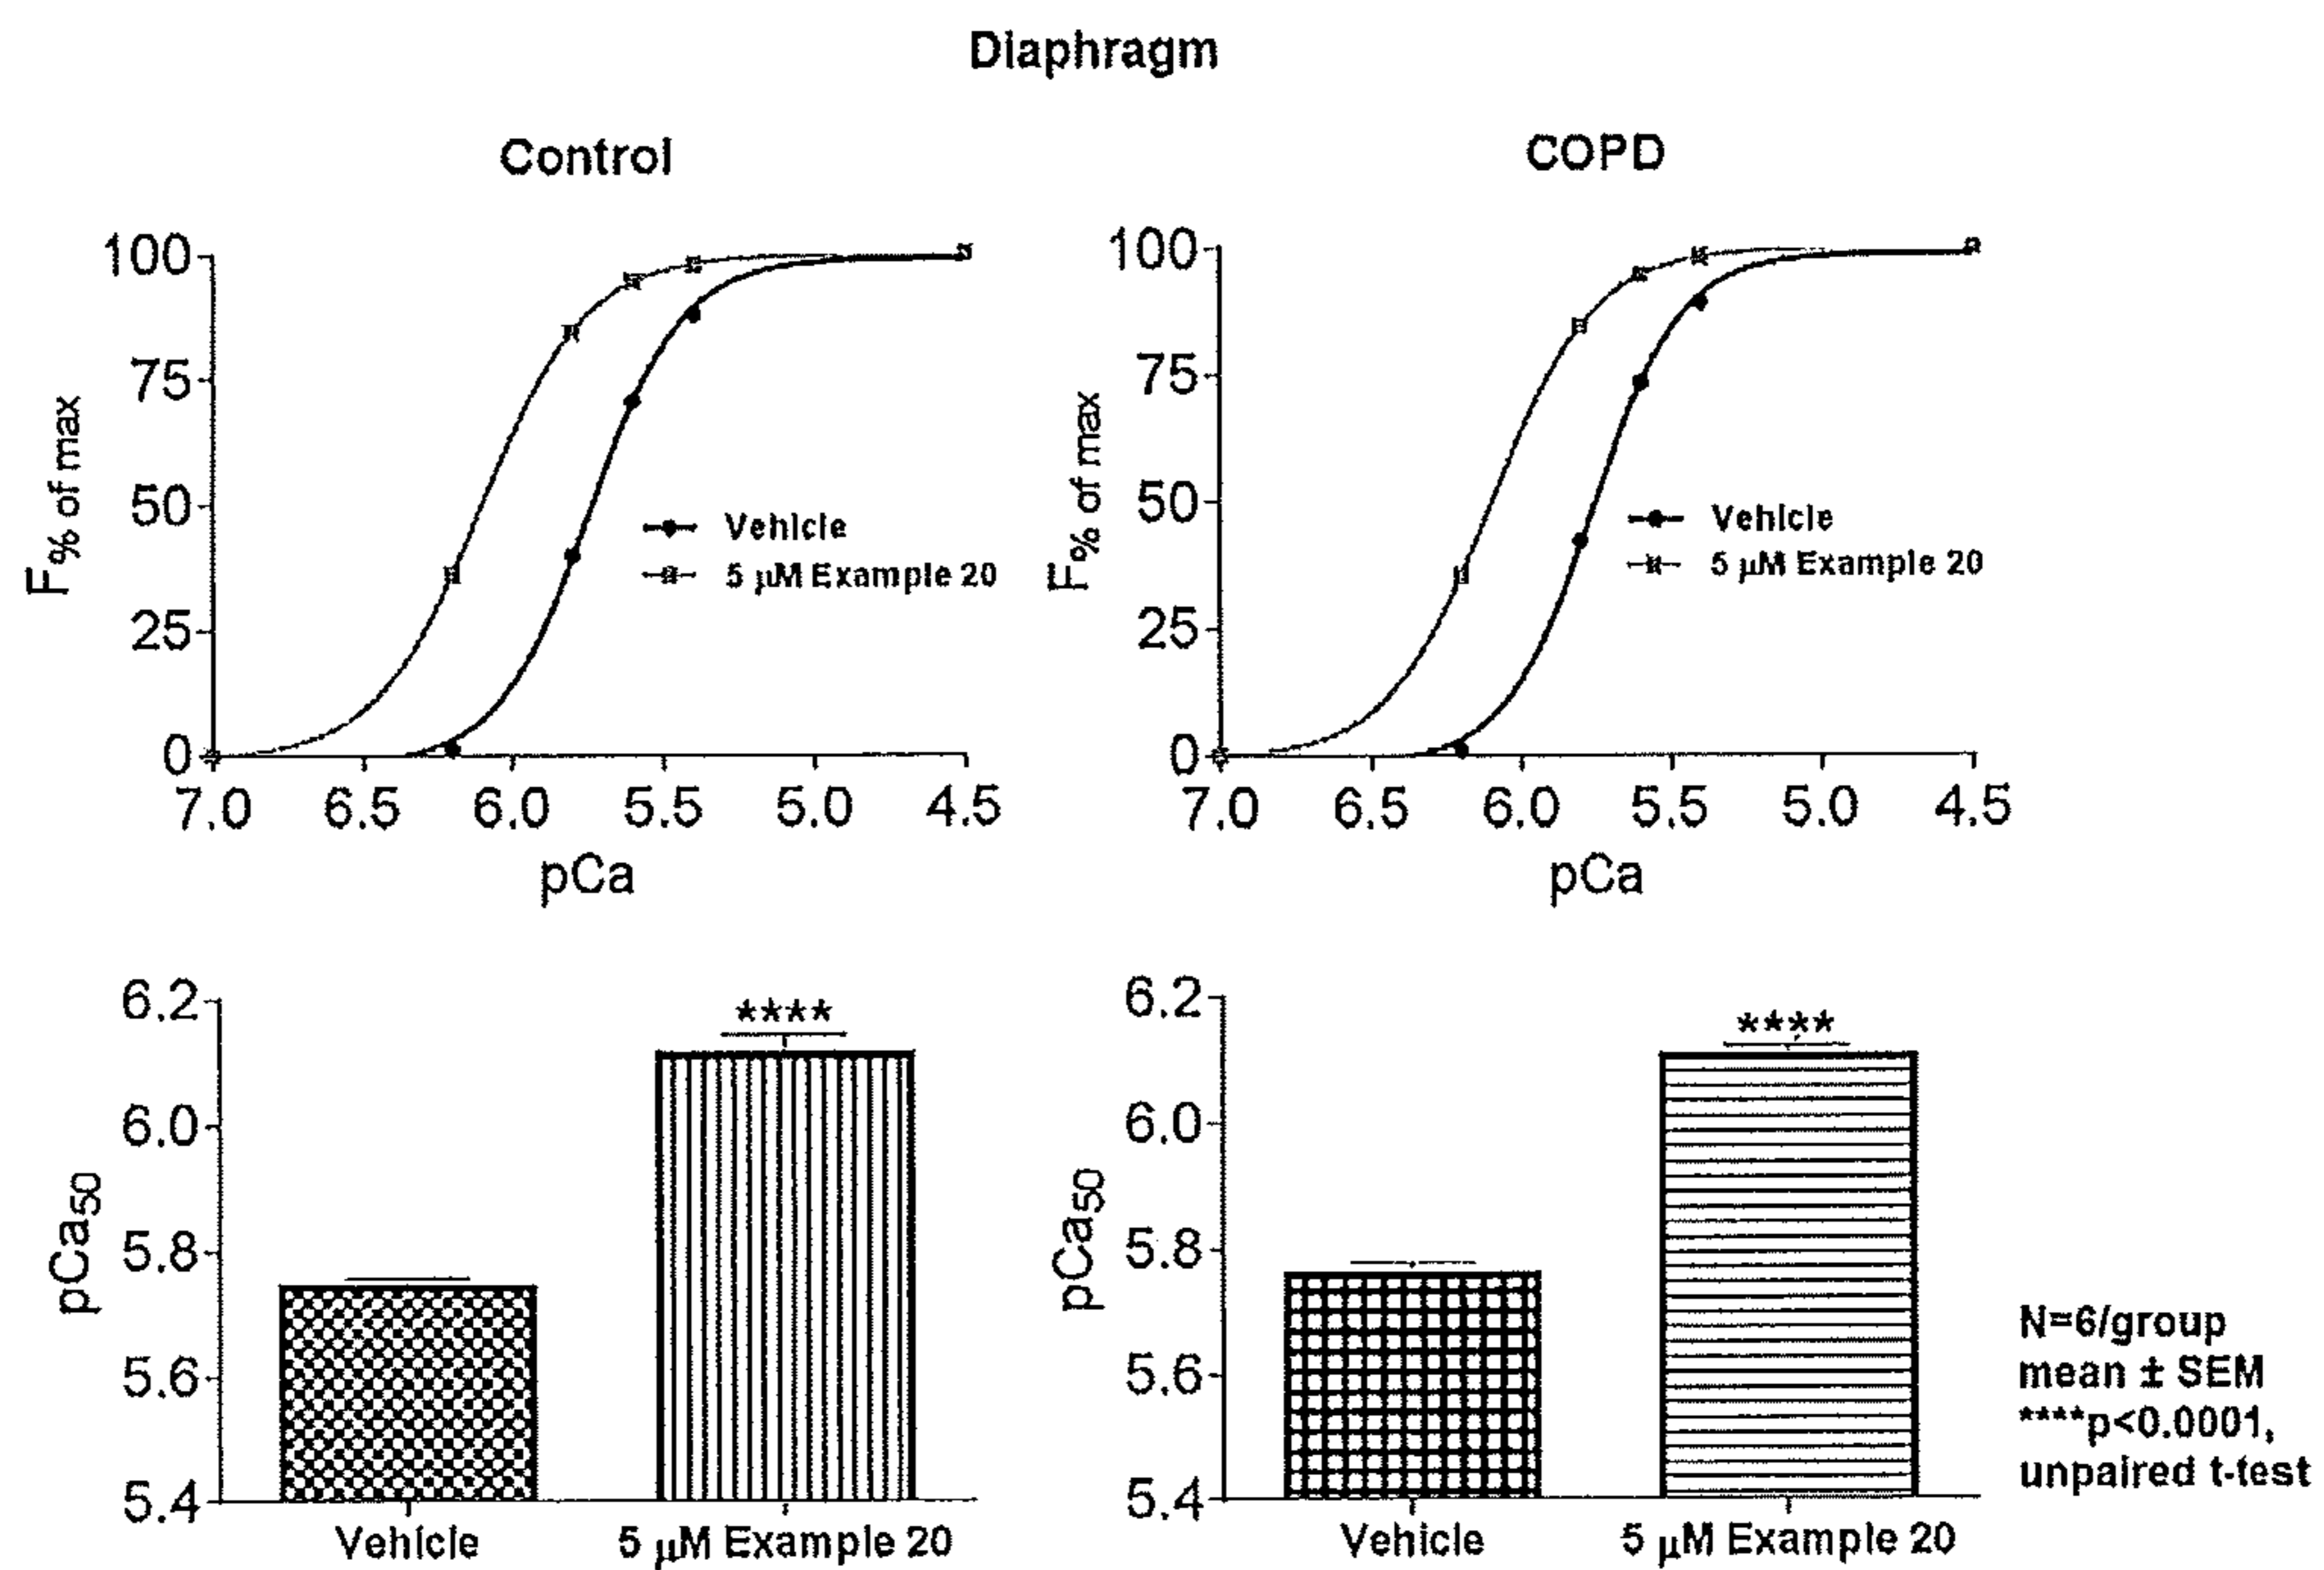 Diaphragm
Control
100
75
50
25
0
F% of max
7.0 6.5 6.0 5.5 5.0 4.5
pCa
Vehicle
5 µM Example 20
COPD
100
75
50
25
0
F% of max
7.0 6.5 6.0 5.5 5.0 4.5
pCa
Vehicle
5 µM Example 20
6.2
6.0
5.8
5.6
5.4
pCa50
****
Vehicle 5 µM Example 20
6.2
6.0
5.8
5.6
5.4
pCa50
****
Vehicle 5 µM Example 20
N=6/group
mean ± SEM
****p<0.0001,
unpaired t-test